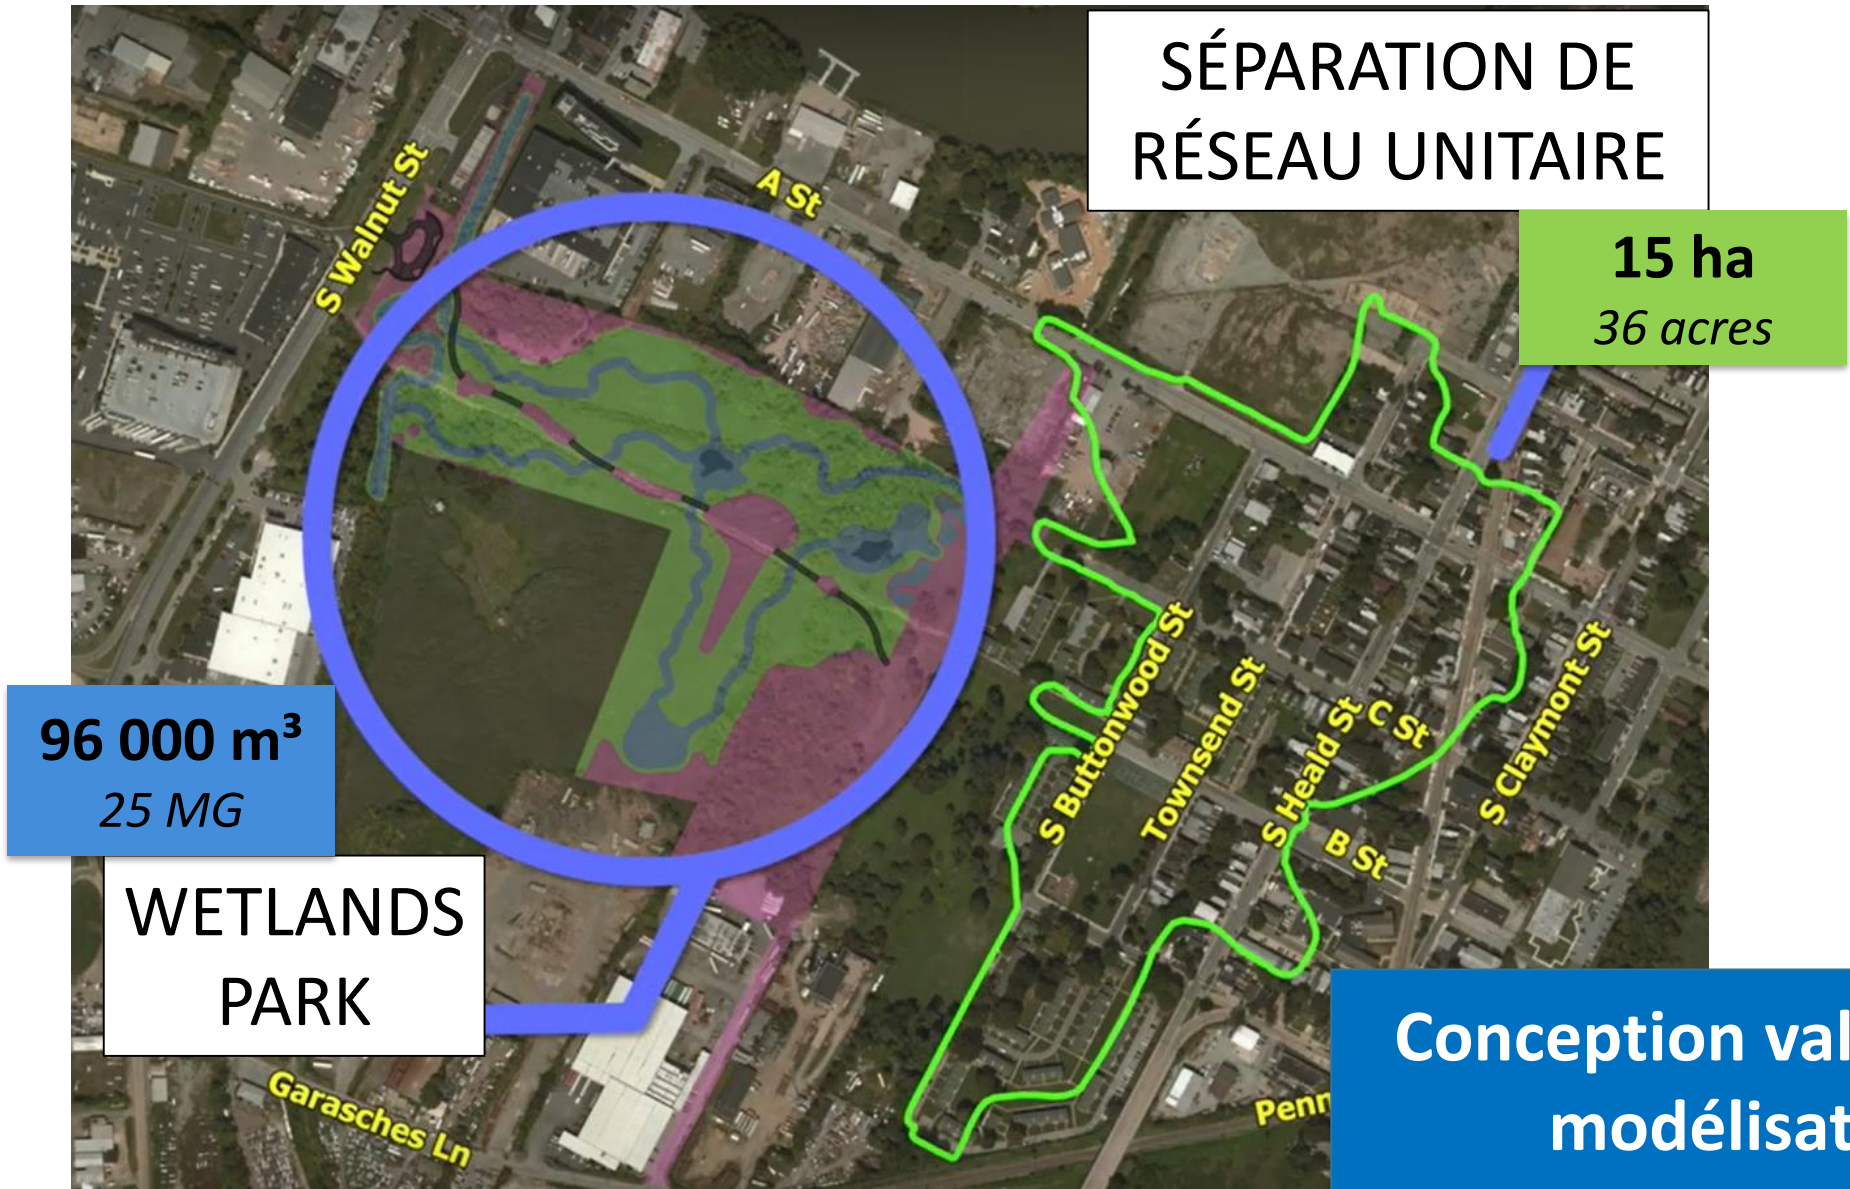 SÉPARATION DE
RÉSEAU UNITAIRE
15 ha
36 acres
A St
S Walnut St
96 000 m³
25 MG
WETLANDS
PARK
S Buttonwood St
Townsend St
S Heald St
C St
B St
S Claymont St
Garasches Ln
Penn
Conception val
modélisat